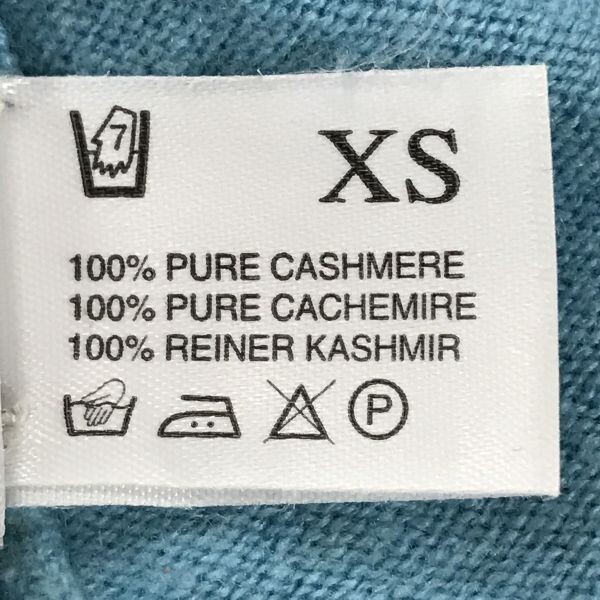 7 XS
100% PURE CASHMERE
100% PURE CACHEMIRE
100% REINER KASHMIR
P